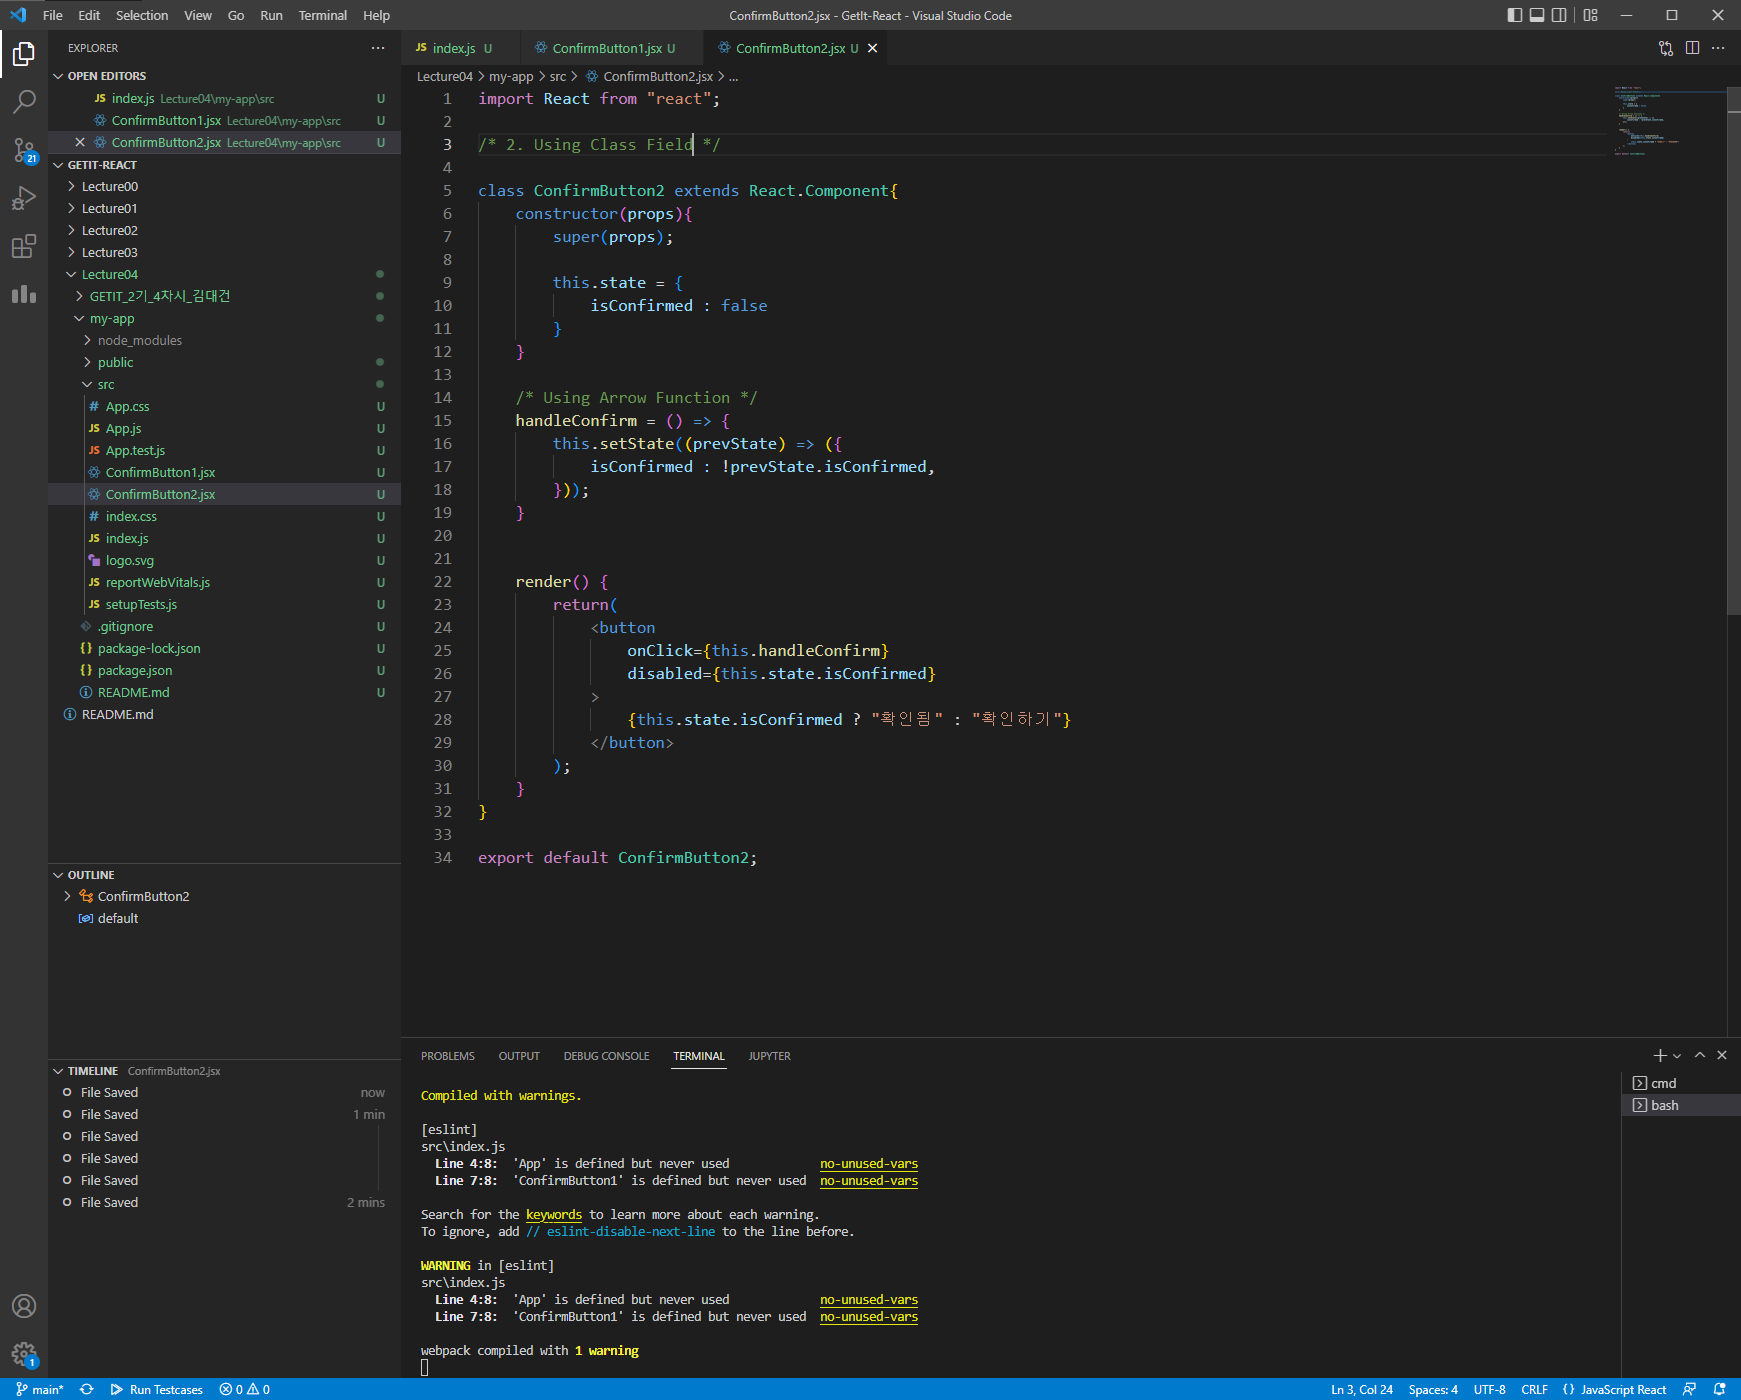 File Edit Selection View Go Run Terminal Help
ConfirmButton2.jsx - GetIt-React - Visual Studio Code
EXPLORER
OPEN EDITORS
JS index.js Lecture04\my-app\src U
ConfirmButton1.jsx Lecture04\my-app\src U
ConfirmButton2.jsx Lecture04\my-app\src U
GETIT-REACT
Lecture00
Lecture01
Lecture02
Lecture03
Lecture04
GETIT_2기_4차시_김대건
my-app
node_modules
public
src
# App.css U
JS App.js U
JS App.test.js U
ConfirmButton1.jsx U
ConfirmButton2.jsx U
# index.css U
JS index.js U
logo.svg U
JS reportWebVitals.js U
JS setupTests.js U
.gitignore U
{} package-lock.json U
{} package.json U
README.md U
README.md
21
1
OUTLINE
ConfirmButton2
default
TIMELINE ConfirmButton2.jsx
File Saved now
File Saved 1 min
File Saved
File Saved
File Saved
File Saved 2 mins
JS index.js U ConfirmButton1.jsx U ConfirmButton2.jsx U
Lecture04 > my-app > src > ConfirmButton2.jsx > ...
1 import React from "react";
2
3 /* 2. Using Class Field */
4
5 class ConfirmButton2 extends React.Component{
6 constructor(props){
7 super(props);
8
9 this.state = {
10 isConfirmed : false
11 }
12 }
13
14 /* Using Arrow Function */
15 handleConfirm = () => {
16 this.setState((prevState) => ({
17 isConfirmed : !prevState.isConfirmed,
18 }));
19 }
20
21
22 render() {
23 return(
24 <button
25 onClick={this.handleConfirm}
26 disabled={this.state.isConfirmed}
27 >
28 {this.state.isConfirmed ? "확인됨" : "확인하기"}
29 </button>
30 );
31 }
32 }
33
34 export default ConfirmButton2;
PROBLEMS OUTPUT DEBUG CONSOLE TERMINAL JUPYTER
cmd
bash
Compiled with warnings.
[eslint]
src\index.js
Line 4:8: 'App' is defined but never used no-unused-vars
Line 7:8: 'ConfirmButton1' is defined but never used no-unused-vars
Search for the keywords to learn more about each warning.
To ignore, add // eslint-disable-next-line to the line before.
WARNING in [eslint]
src\index.js
Line 4:8: 'App' is defined but never used no-unused-vars
Line 7:8: 'ConfirmButton1' is defined but never used no-unused-vars
webpack compiled with 1 warning
main* Run Testcases 0 0
Ln 3, Col 24 Spaces: 4 UTF-8 CRLF {} JavaScript React